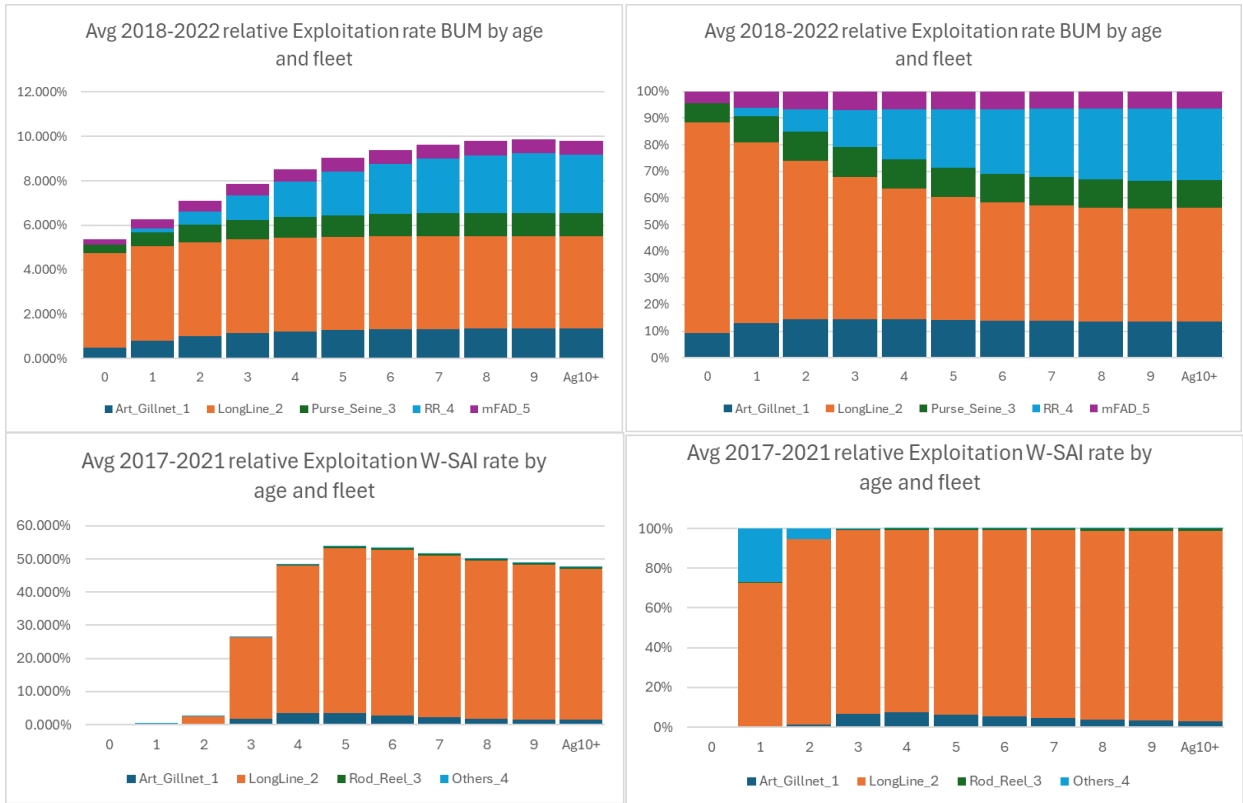 Avg 2018-2022 relative Exploitation rate BUM by age
and fleet
12.000%
10.000%
8.000%
6.000%
4.000%
2.000%
0.000%
0 1 2 3 4 5 6 7 8 9 Ag10+
Art_Gillnet_1 LongLine_2 Purse_Seine_3 RR_4 mFAD_5
Avg 2018-2022 relative Exploitation rate BUM by age
and fleet
100%
90%
80%
70%
60%
50%
40%
30%
20%
10%
0%
0 1 2 3 4 5 6 7 8 9 Ag10+
Art_Gillnet_1 LongLine_2 Purse_Seine_3 RR_4 mFAD_5
Avg 2017-2021 relative Exploitation W-SAI rate by
age and fleet
60.000%
50.000%
40.000%
30.000%
20.000%
10.000%
0.000%
0 1 2 3 4 5 6 7 8 9 Ag10+
Art_Gillnet_1 LongLine_2 Rod_Reel_3 Others_4
Avg 2017-2021 relative Exploitation W-SAI rate by
age and fleet
100%
80%
60%
40%
20%
0%
0 1 2 3 4 5 6 7 8 9 Ag10+
Art_Gillnet_1 LongLine_2 Rod_Reel_3 Others_4